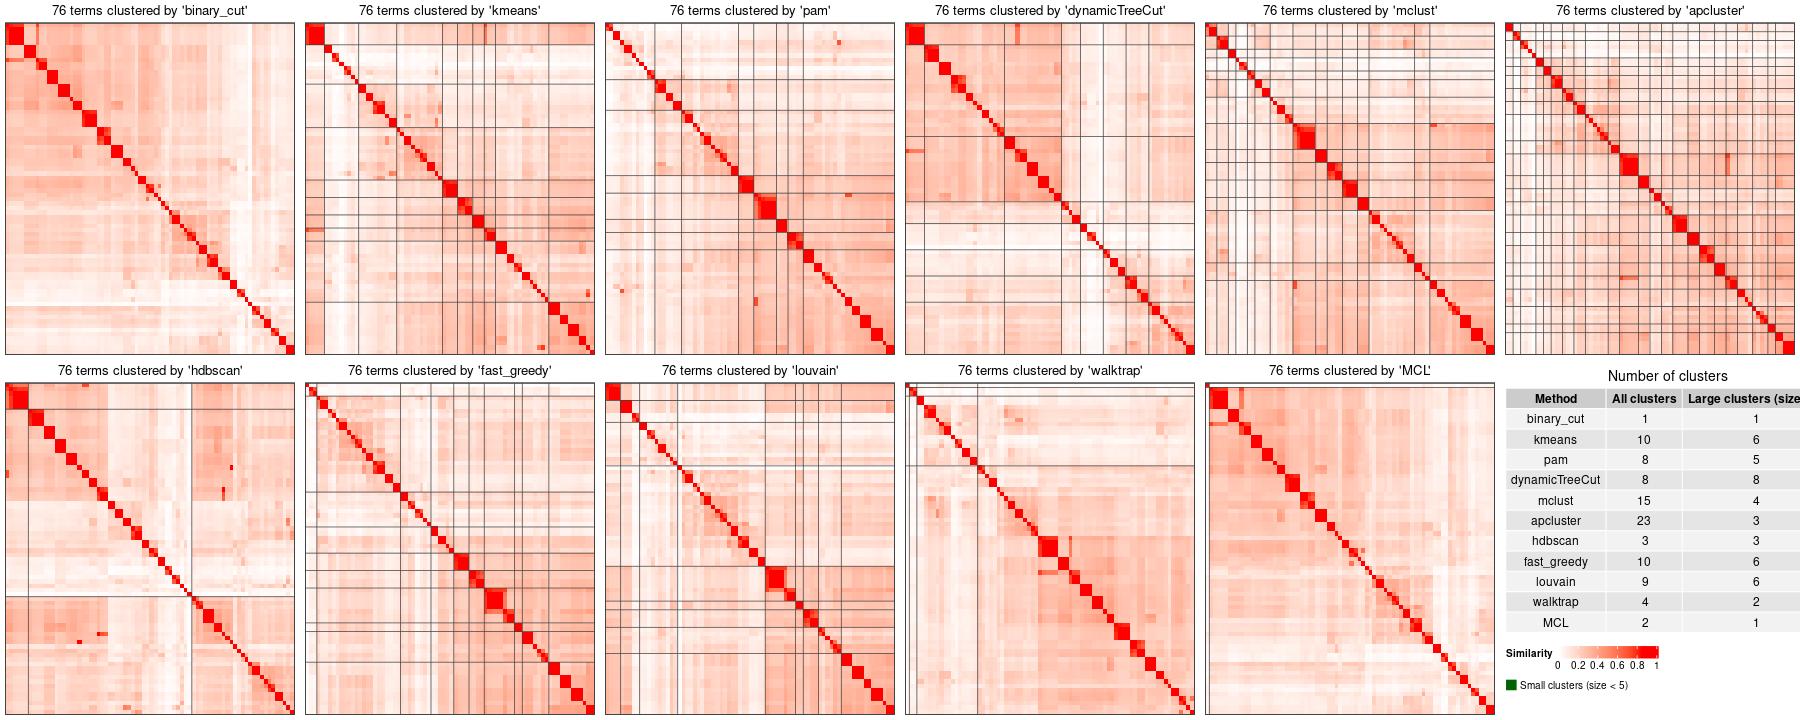 76 terms clustered by 'binary_cut'
76 terms clustered by 'kmeans'
76 terms clustered by 'pam'
76 terms clustered by 'dynamicTreeCut'
76 terms clustered by 'mclust'
76 terms clustered by 'apcluster'
76 terms clustered by 'hdbscan'
76 terms clustered by 'fast_greedy'
76 terms clustered by 'louvain'
76 terms clustered by 'walktrap'
76 terms clustered by 'MCL'
Number of clusters
Method All clusters Large clusters (size
binary_cut 1 1
kmeans 10 6
pam 8 5
dynamicTreeCut 8 8
mclust 15 4
apcluster 23 3
hdbscan 3 3
fast_greedy 10 6
louvain 9 6
walktrap 4 2
MCL 2 1
Similarity
0 0.2 0.4 0.6 0.8 1
Small clusters (size < 5)